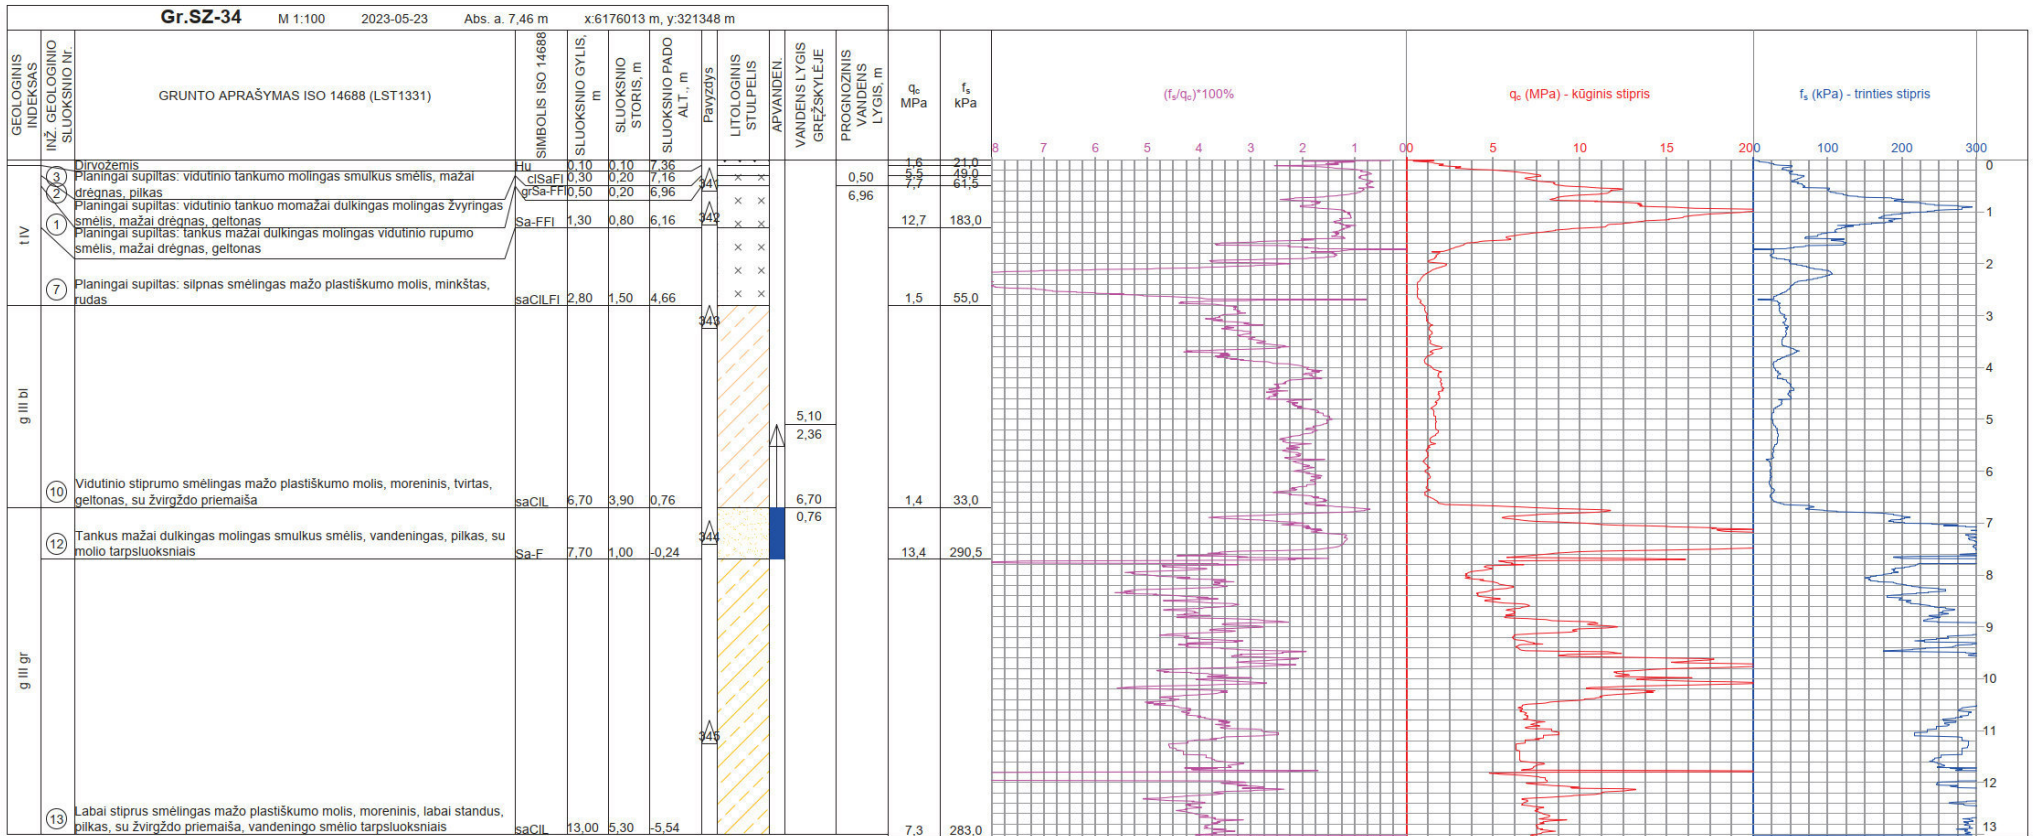 Gr.SZ-34 M 1:100 2023-05-23 Abs. a. 7,46 m x:6176013 m, y:321348 m
GEOLOGINIS INDEKSAS
INŽ. GEOLOGINIO SLUOKSNIO Nr.
GRUNTO APRAŠYMAS ISO 14688 (LST1331)
SIMBOLIS ISO 14688
SLUOKSNIO GYLIS, m
SLUOKSNIO STORIS, m
SLUOKSNIO PADO ALT., m
Pavyzdys
LITOLOGINIS STULPELIS
APVANDEN.
VANDENS LYGIS GRĘŽSKYLĖJE
PROGNOZINIS VANDENS LYGIS, m
qc MPa
fs kPa
(fs/qc)*100%
qc (MPa) - kūginis stipris
fs (kPa) - trinties stipris
8 7 6 5 4 3 2 1 0
0 5 10 15 20
0 100 200 300
Dirvožemis Hu 0,10 0,10 7,36 1,6 21,0
3 Planingai supiltas: vidutinio tankumo molingas smulkus smėlis, mažai clSaFl 0,30 0,20 7,16 5,5 49,0
drėgnas, pilkas
2 grSa-FFl 0,50 0,20 6,96 341 7,7 61,5
0,50
6,96
Planingai supiltas: vidutinio tankuo momažai dulkingas molingas žvyringas
smėlis, mažai drėgnas, geltonas
1 Sa-FFl 1,30 0,80 6,16 342 12,7 183,0
Planingai supiltas: tankus mažai dulkingas molingas vidutinio rupumo
smėlis, mažai drėgnas, geltonas
t IV
7 Planingai supiltas: silpnas smėlingas mažo plastiškumo molis, minkštas,
rudas saClLFl 2,80 1,50 4,66 1,5 55,0
343
g III bl
5,10
2,36
10 Vidutinio stiprumo smėlingas mažo plastiškumo molis, moreninis, tvirtas,
geltonas, su žvirgždo priemaiša saClL 6,70 3,90 0,76 6,70 1,4 33,0
0,76
12 Tankus mažai dulkingas molingas smulkus smėlis, vandeningas, pilkas, su 344
molio tarpsluoksniais Sa-F 7,70 1,00 -0,24 13,4 290,5
g III gr
345
13 Labai stiprus smėlingas mažo plastiškumo molis, moreninis, labai standus,
pilkas, su žvirgždo priemaiša, vandeningo smėlio tarpsluoksniais saClL 13,00 5,30 -5,54 7,3 283,0
0
1
2
3
4
5
6
7
8
9
10
11
12
13